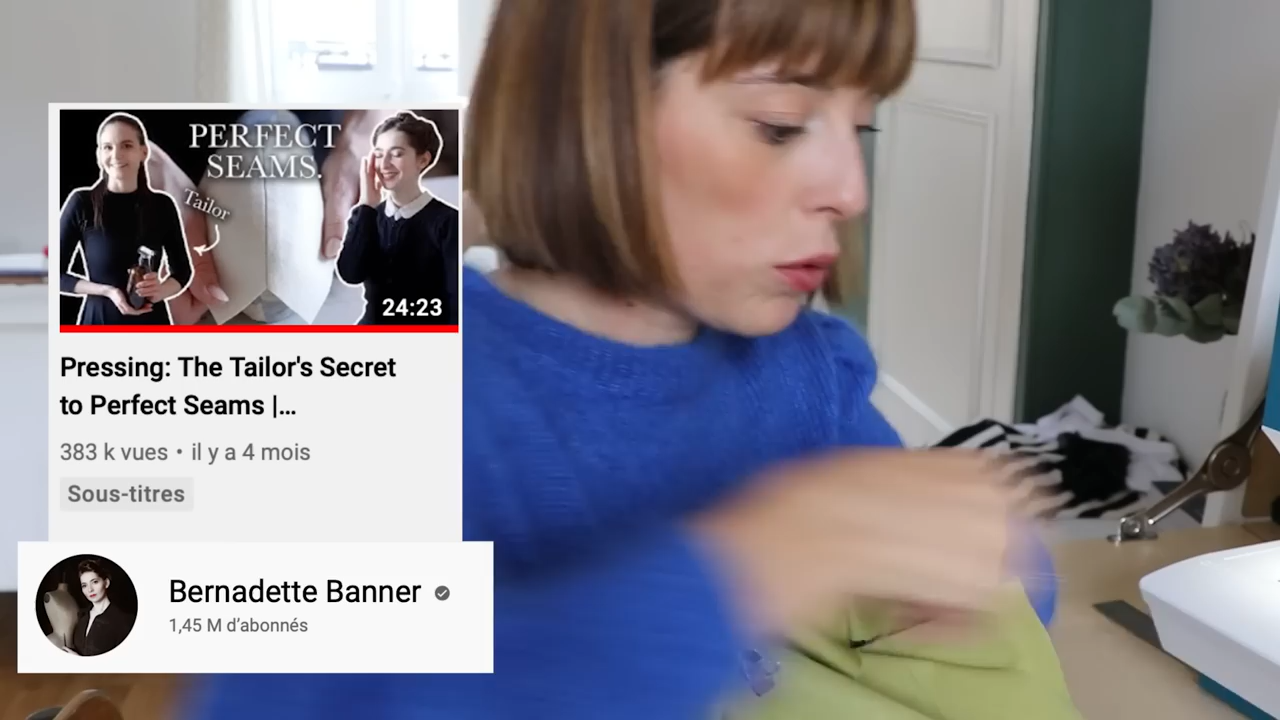 PERFECT
SEAMS.
Tailor
24:23
Pressing: The Tailor's Secret
to Perfect Seams |...
383 k vues • il y a 4 mois
Sous-titres
Bernadette Banner
1,45 M d'abonnés